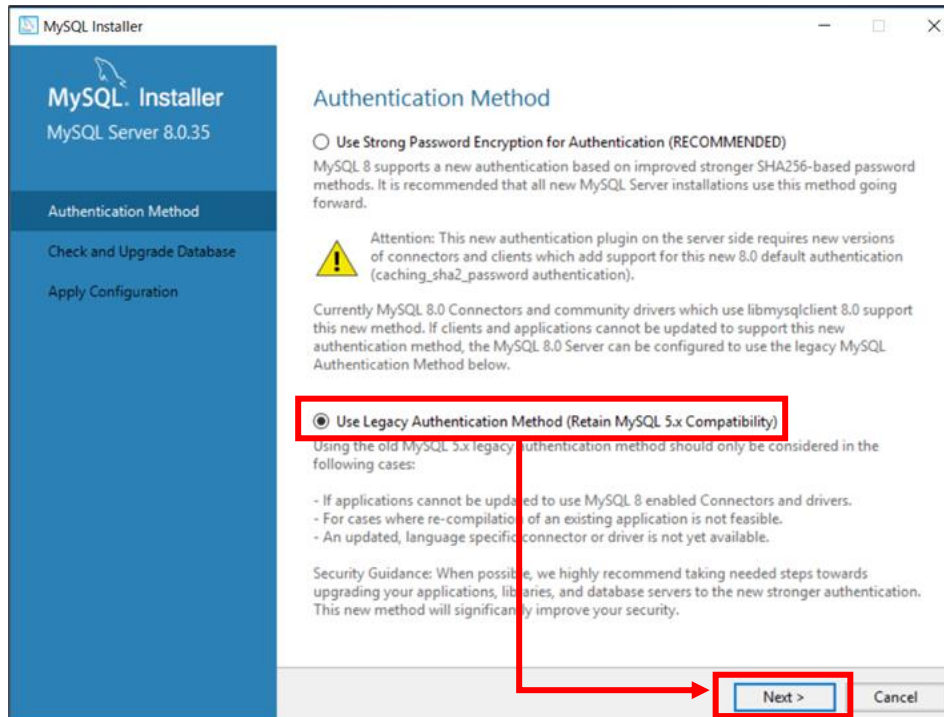 MySQL Installer
MySQL. Installer
MySQL Server 8.0.35
Authentication Method
Check and Upgrade Database
Apply Configuration
Authentication Method
Use Strong Password Encryption for Authentication (RECOMMENDED)
MySQL 8 supports a new authentication based on improved stronger SHA256-based password
methods. It is recommended that all new MySQL Server installations use this method going
forward.
Attention: This new authentication plugin on the server side requires new versions
of connectors and clients which add support for this new 8.0 default authentication
(caching_sha2_password authentication).
Currently MySQL 8.0 Connectors and community drivers which use libmysqlclient 8.0 support
this new method. If clients and applications cannot be updated to support this new
authentication method, the MySQL 8.0 Server can be configured to use the legacy MySQL
Authentication Method below.
Use Legacy Authentication Method (Retain MySQL 5.x Compatibility)
Using the old MySQL 5.x legacy authentication method should only be considered in the
following cases:
- If applications cannot be updated to use MySQL 8 enabled Connectors and drivers.
- For cases where re-compilation of an existing application is not feasible.
- An updated, language specific connector or driver is not yet available.
Security Guidance: When possible, we highly recommend taking needed steps towards
upgrading your applications, libraries, and database servers to the new stronger authentication.
This new method will significantly improve your security.
Next >
Cancel